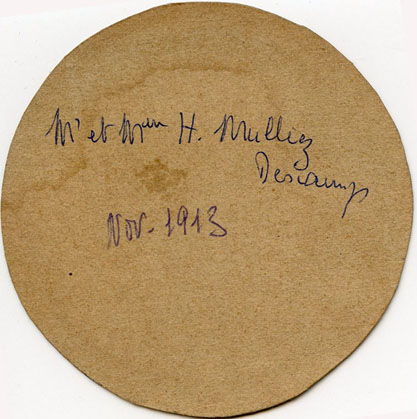 Mr et Mme H. Mulliez
Descamps
Nov. 1913